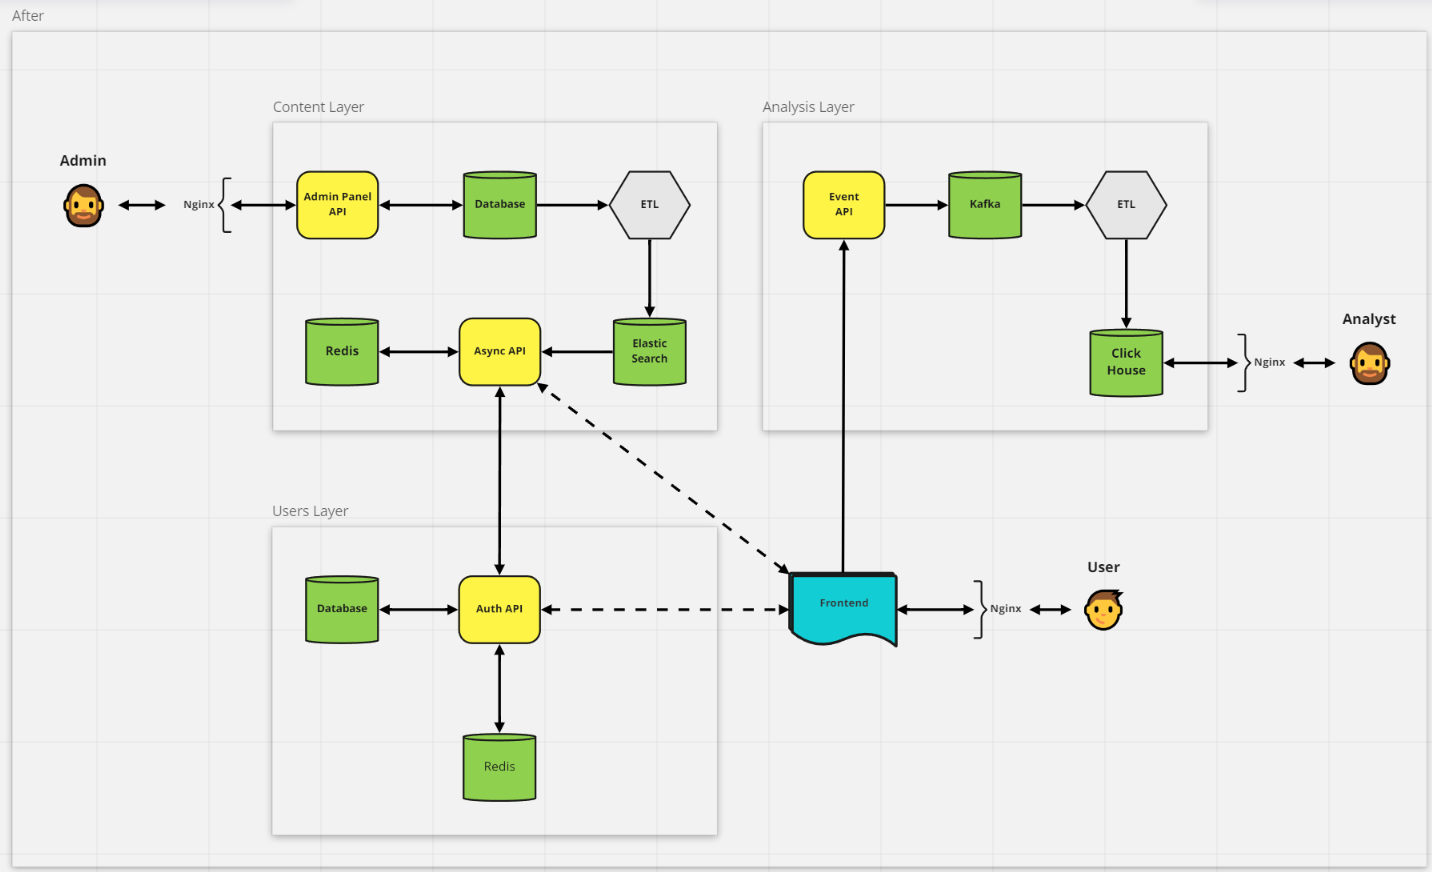 After
Content Layer
Analysis Layer
Admin
Nginx
Admin Panel
API
Database
ETL
Event
API
Kafka
ETL
Redis
Async API
Elastic
Search
Click
House
Nginx
Analyst
Users Layer
Database
Auth API
Frontend
Nginx
User
Redis